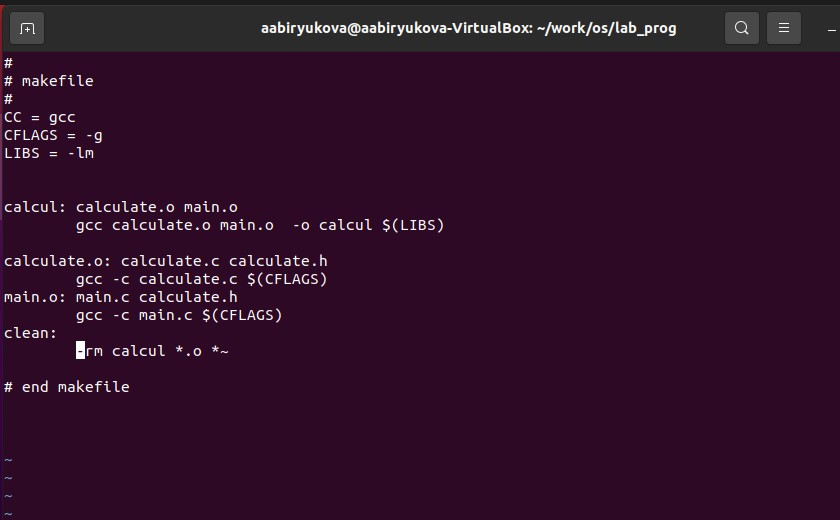 aabiryukova@aabiryukova-VirtualBox: ~/work/os/lab_prog
#
# makefile
#
CC = gcc
CFLAGS = -g
LIBS = -lm
calcul: calculate.o main.o
        gcc calculate.o main.o  -o calcul $(LIBS)
calculate.o: calculate.c calculate.h
        gcc -c calculate.c $(CFLAGS)
main.o: main.c calculate.h
        gcc -c main.c $(CFLAGS)
clean:
        -rm calcul *.o *~
# end makefile
~
~
~
~